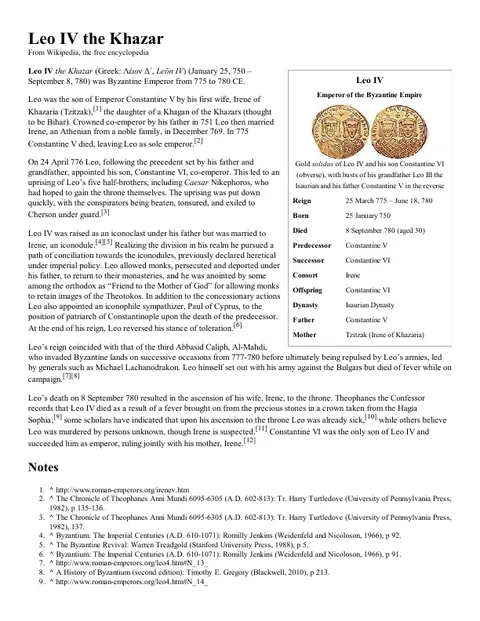 Leo IV the Khazar
From Wikipedia, the free encyclopedia
Leo IV the Khazar (Greek: Λέων Δ΄, Leōn IV) (January 25, 750 –
September 8, 780) was Byzantine Emperor from 775 to 780 CE.
Leo was the son of Emperor Constantine V by his first wife, Irene of
Khazaria (Tzitzak),[1] the daughter of a Khagan of the Khazars (thought
to be Bihar). Crowned co-emperor by his father in 751 Leo then married
Irene, an Athenian from a noble family, in December 769. In 775
Constantine V died, leaving Leo as sole emperor.[2]
On 24 April 776 Leo, following the precedent set by his father and
grandfather, appointed his son, Constantine VI, co-emperor. This led to an
uprising of Leo's five half-brothers, including Caesar Nikephoros, who
had hoped to gain the throne themselves. The uprising was put down
quickly, with the conspirators being beaten, tonsured, and exiled to
Cherson under guard.[3]
Leo IV was raised as an iconoclast under his father but was married to
Irene, an iconodule.[4][5] Realizing the division in his realm he pursued a
path of conciliation towards the iconodules, previously declared heretical
under imperial policy. Leo allowed monks, persecuted and deported under
his father, to return to their monasteries, and he was anointed by some
among the orthodox as “Friend to the Mother of God” for allowing monks
to retain images of the Theotokos. In addition to the concessionary actions
Leo also appointed an iconophile sympathizer, Paul of Cyprus, to the
position of patriarch of Constantinople upon the death of the predecessor.
At the end of his reign, Leo reversed his stance of toleration.[6]
Leo's reign coincided with that of the third Abbasid Caliph, Al-Mahdi,
who invaded Byzantine lands on successive occasions from 777-780 before ultimately being repulsed by Leo's armies, led
by generals such as Michael Lachanodrakon. Leo himself set out with his army against the Bulgars but died of fever while on
campaign.[7][8]
Leo's death on 8 September 780 resulted in the ascension of his wife, Irene, to the throne. Theophanes the Confessor
records that Leo IV died as a result of a fever brought on from the precious stones in a crown taken from the Hagia
Sophia;[9] some scholars have indicated that upon his ascension to the throne Leo was already sick,[10] while others believe
Leo was murdered by persons unknown, though Irene is suspected.[11] Constantine VI was the only son of Leo IV and
succeeded him as emperor, ruling jointly with his mother, Irene.[12]
Leo IV
Emperor of the Byzantine Empire
Gold solidus of Leo IV and his son Constantine VI
(obverse), with busts of his grandfather Leo III the
Isaurian and his father Constantine V in the reverse
Reign 25 March 775 – June 18, 780
Born 25 January 750
Died 8 September 780 (aged 30)
Predecessor Constantine V
Successor Constantine VI
Consort Irene
Offspring Constantine VI
Dynasty Isaurian Dynasty
Father Constantine V
Mother Tzitzak (Irene of Khazaria)
Notes
1. ^ http://www.roman-emperors.org/irenev.htm
2. ^ The Chronicle of Theophanes Anni Mundi 6095-6305 (A.D. 602-813): Tr. Harry Turtledove (University of Pennsylvania Press,
1982), p 135-136.
3. ^ The Chronicle of Theophanes Anni Mundi 6095-6305 (A.D. 602-813): Tr. Harry Turtledove (University of Pennsylvania Press,
1982), 137.
4. ^ Byzantium: The Imperial Centuries (A.D. 610-1071): Romilly Jenkins (Weidenfeld and Nicoloson, 1966), p 92.
5. ^ The Byzantine Revival: Warren Treadgold (Stanford University Press, 1988), p 5.
6. ^ Byzantium: The Imperial Centuries (A.D. 610-1071): Romilly Jenkins (Weidenfeld and Nicoloson, 1966), p 91.
7. ^ http://www.roman-emperors.org/leo4.htm#N_13_
8. ^ A History of Byzantium (second edition): Timothy E. Gregory (Blackwell, 2010), p 213.
9. ^ http://www.roman-emperors.org/leo4.htm#N_14_